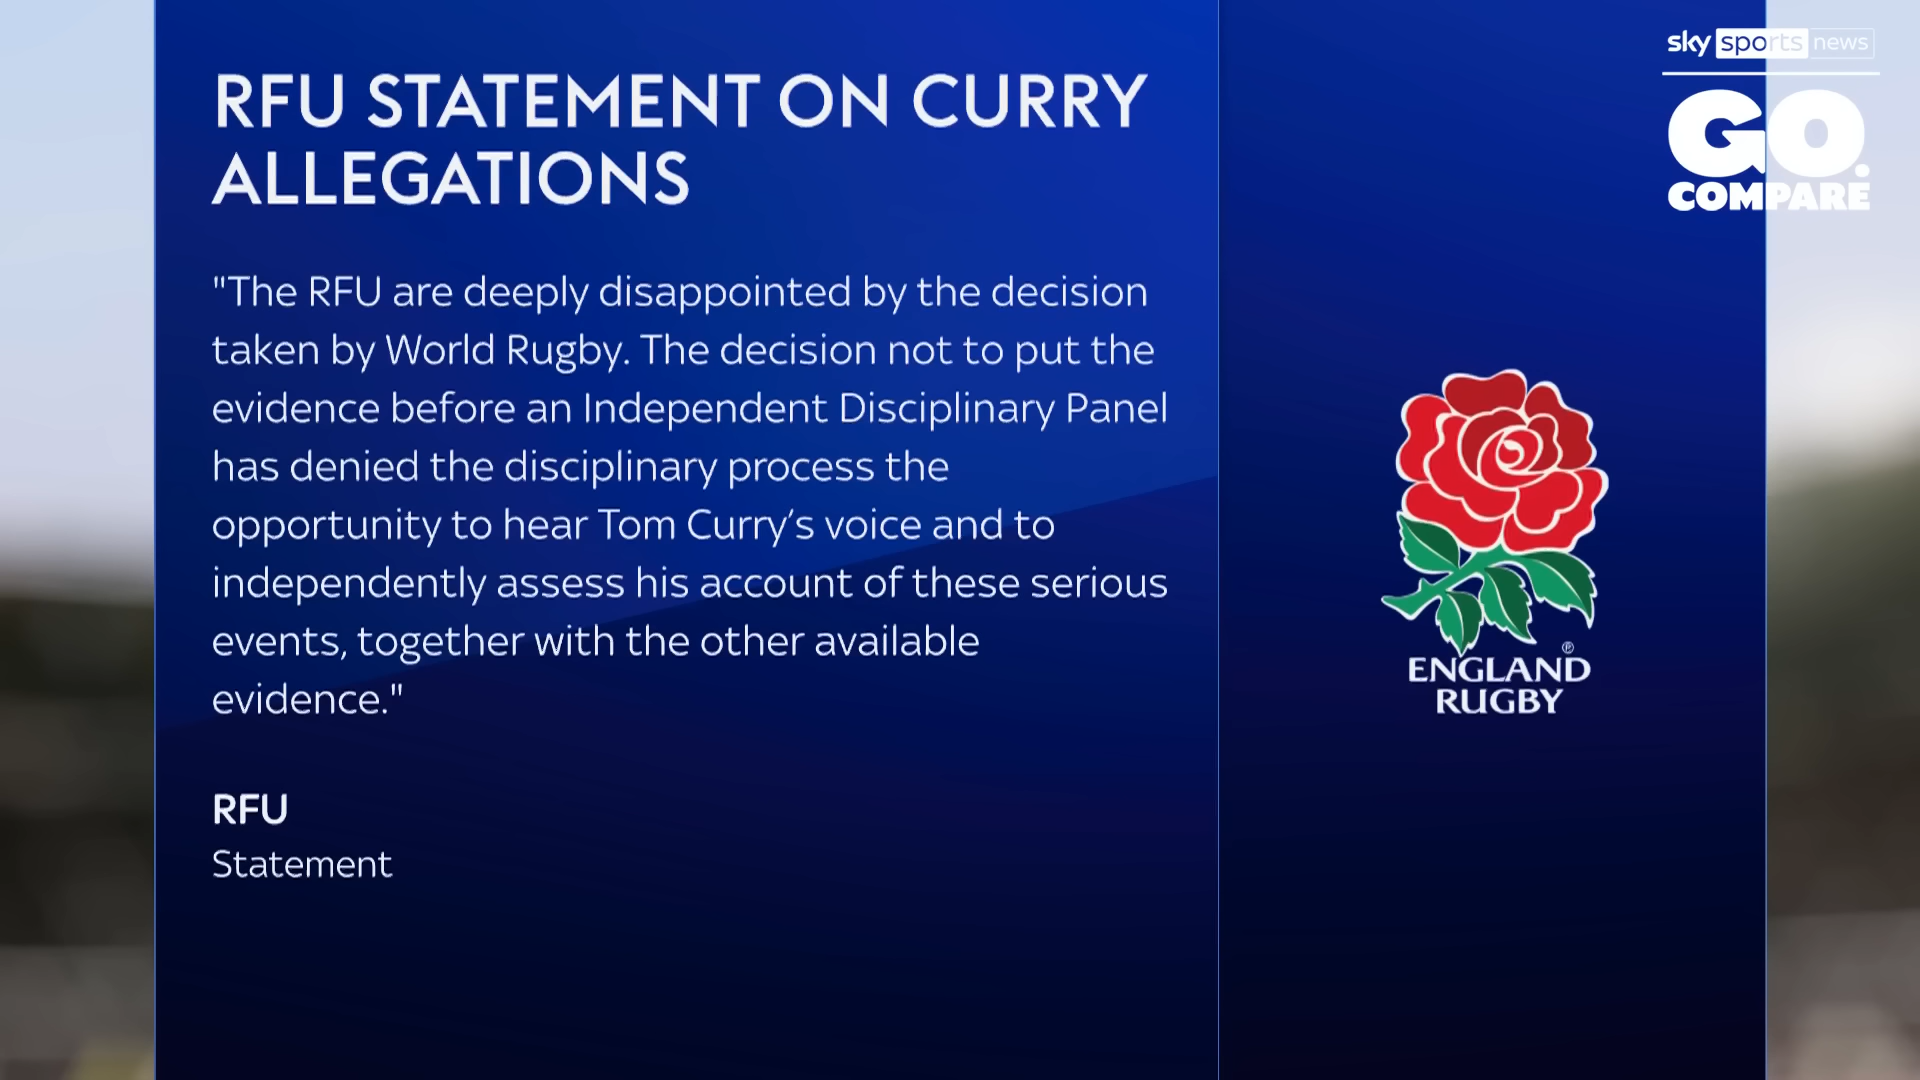 RFU STATEMENT ON CURRY
ALLEGATIONS
"The RFU are deeply disappointed by the decision
taken by World Rugby. The decision not to put the
evidence before an Independent Disciplinary Panel
has denied the disciplinary process the
opportunity to hear Tom Curry’s voice and to
independently assess his account of these serious
events, together with the other available
evidence."
RFU
Statement
sky sports news
GO.
COMPARE
®
ENGLAND
RUGBY